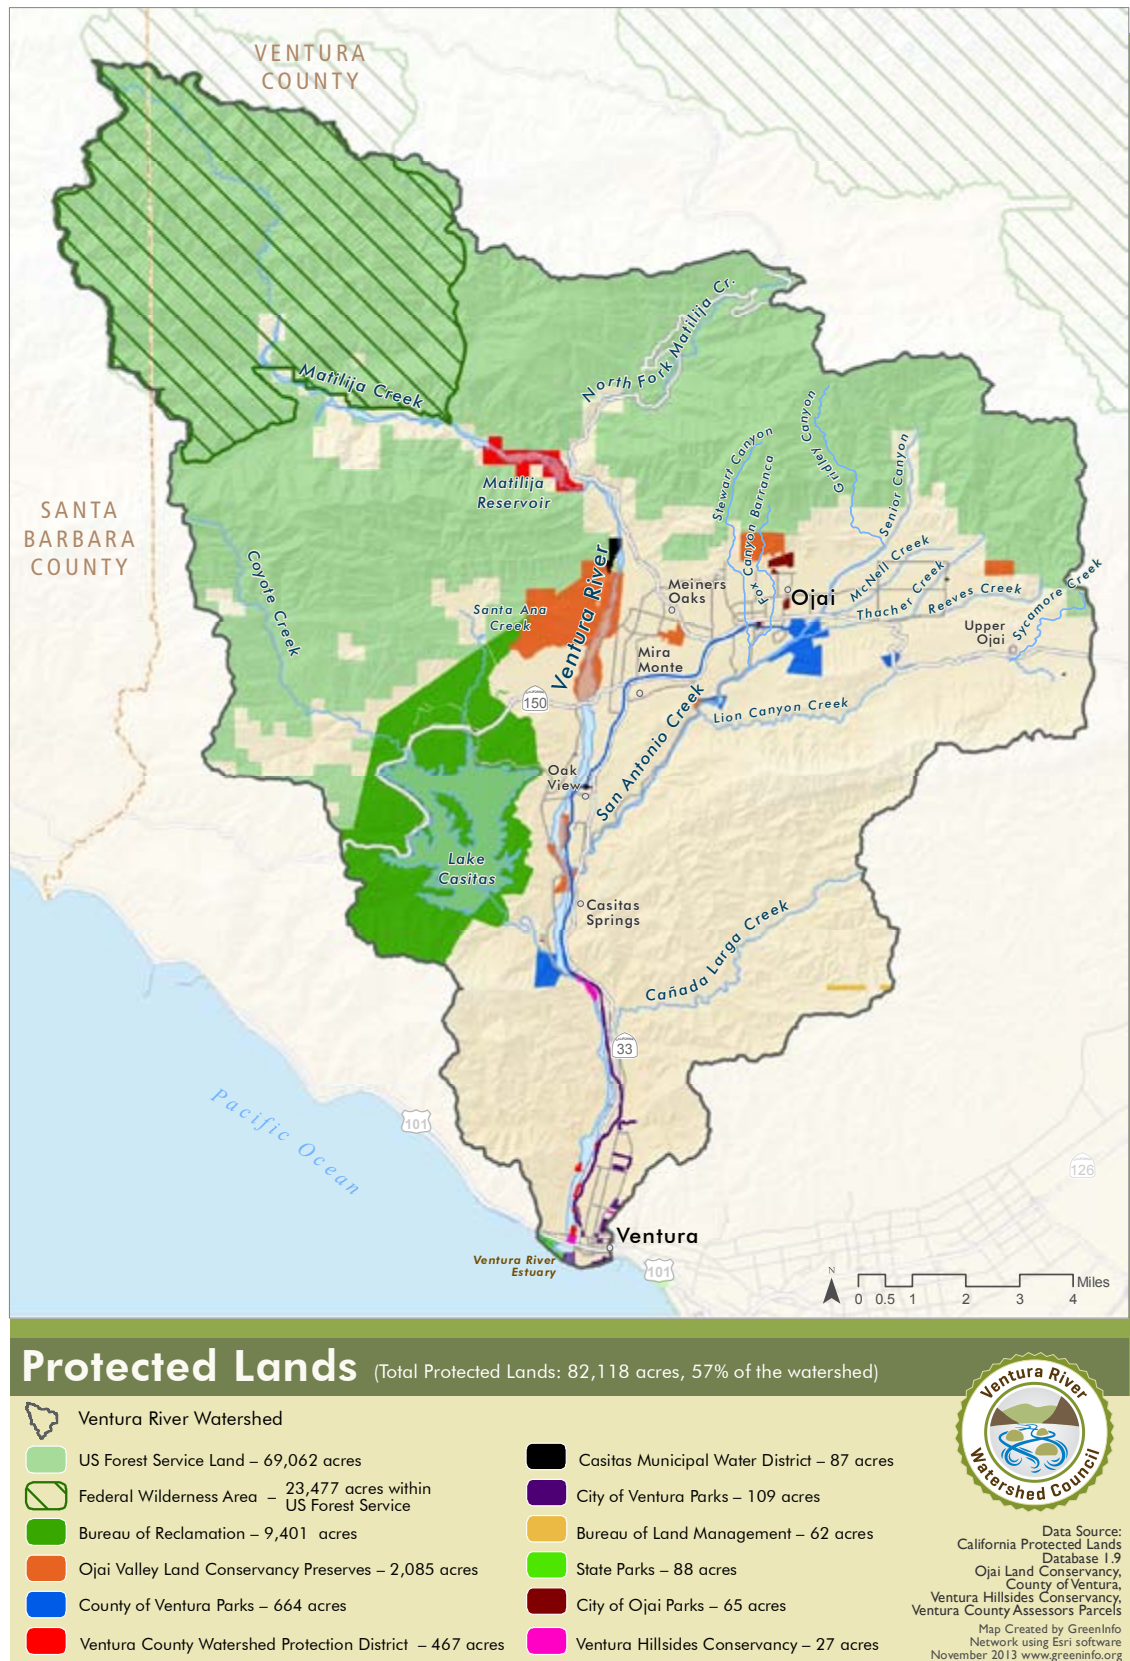 VENTURA
COUNTY
North Fork Matilija Cr.
Matilija Creek
Gridley Canyon
Stewart Canyon
Senior Canyon
Fox Canyon Barranca
Matilija
Reservoir
SANTA
BARBARA
COUNTY
Coyote Creek
Ventura River
McNell Creek
Thacher Creek
Reeves Creek
Sycamore Creek
Meiners
Oaks
Ojai
Santa Ana
Creek
Upper
Ojai
Mira
Monte
CALIFORNIA
150
San Antonio Creek
Lion Canyon Creek
Oak
View
Lake
Casitas
Casitas
Springs
Cañada Larga Creek
CALIFORNIA
33
Pacific Ocean
101
126
Ventura
Ventura River
Estuary
101
N
Miles
0 0.5 1 2 3 4
Protected Lands (Total Protected Lands: 82,118 acres, 57% of the watershed)
Ventura River Watershed
US Forest Service Land – 69,062 acres
Federal Wilderness Area – 23,477 acres within
US Forest Service
Bureau of Reclamation – 9,401 acres
Ojai Valley Land Conservancy Preserves – 2,085 acres
County of Ventura Parks – 664 acres
Ventura County Watershed Protection District – 467 acres
Casitas Municipal Water District – 87 acres
City of Ventura Parks – 109 acres
Bureau of Land Management – 62 acres
State Parks – 88 acres
City of Ojai Parks – 65 acres
Ventura Hillsides Conservancy – 27 acres
Ventura River
Watershed Council
Data Source:
California Protected Lands
Database 1.9
Ojai Land Conservancy,
County of Ventura,
Ventura Hillsides Conservancy,
Ventura County Assessors Parcels
Map Created by GreenInfo
Network using Esri software
November 2013 www.greeninfo.org